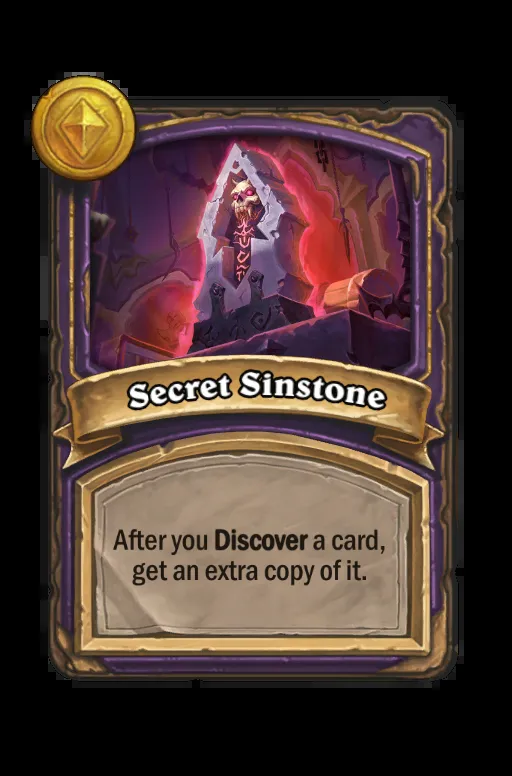 Secret Sinstone
After you Discover a card,
get an extra copy of it.